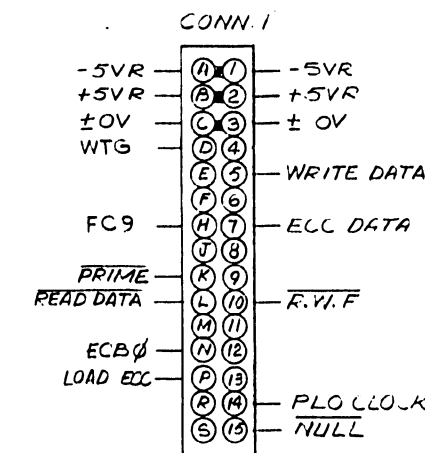 CONN. 1
-5VR A 1 -5VR
+5VR B 2 +5VR
±0V C 3 ± 0V
WTG D 4
E 5 WRITE DATA
F 6
FC9 H 7 ECC DATA
J 8
PRIME K 9
READ DATA L 10 R.W.F
M 11
ECBØ N 12
LOAD ECC P 13
R 14 PLO CLOCK
S 15 NULL